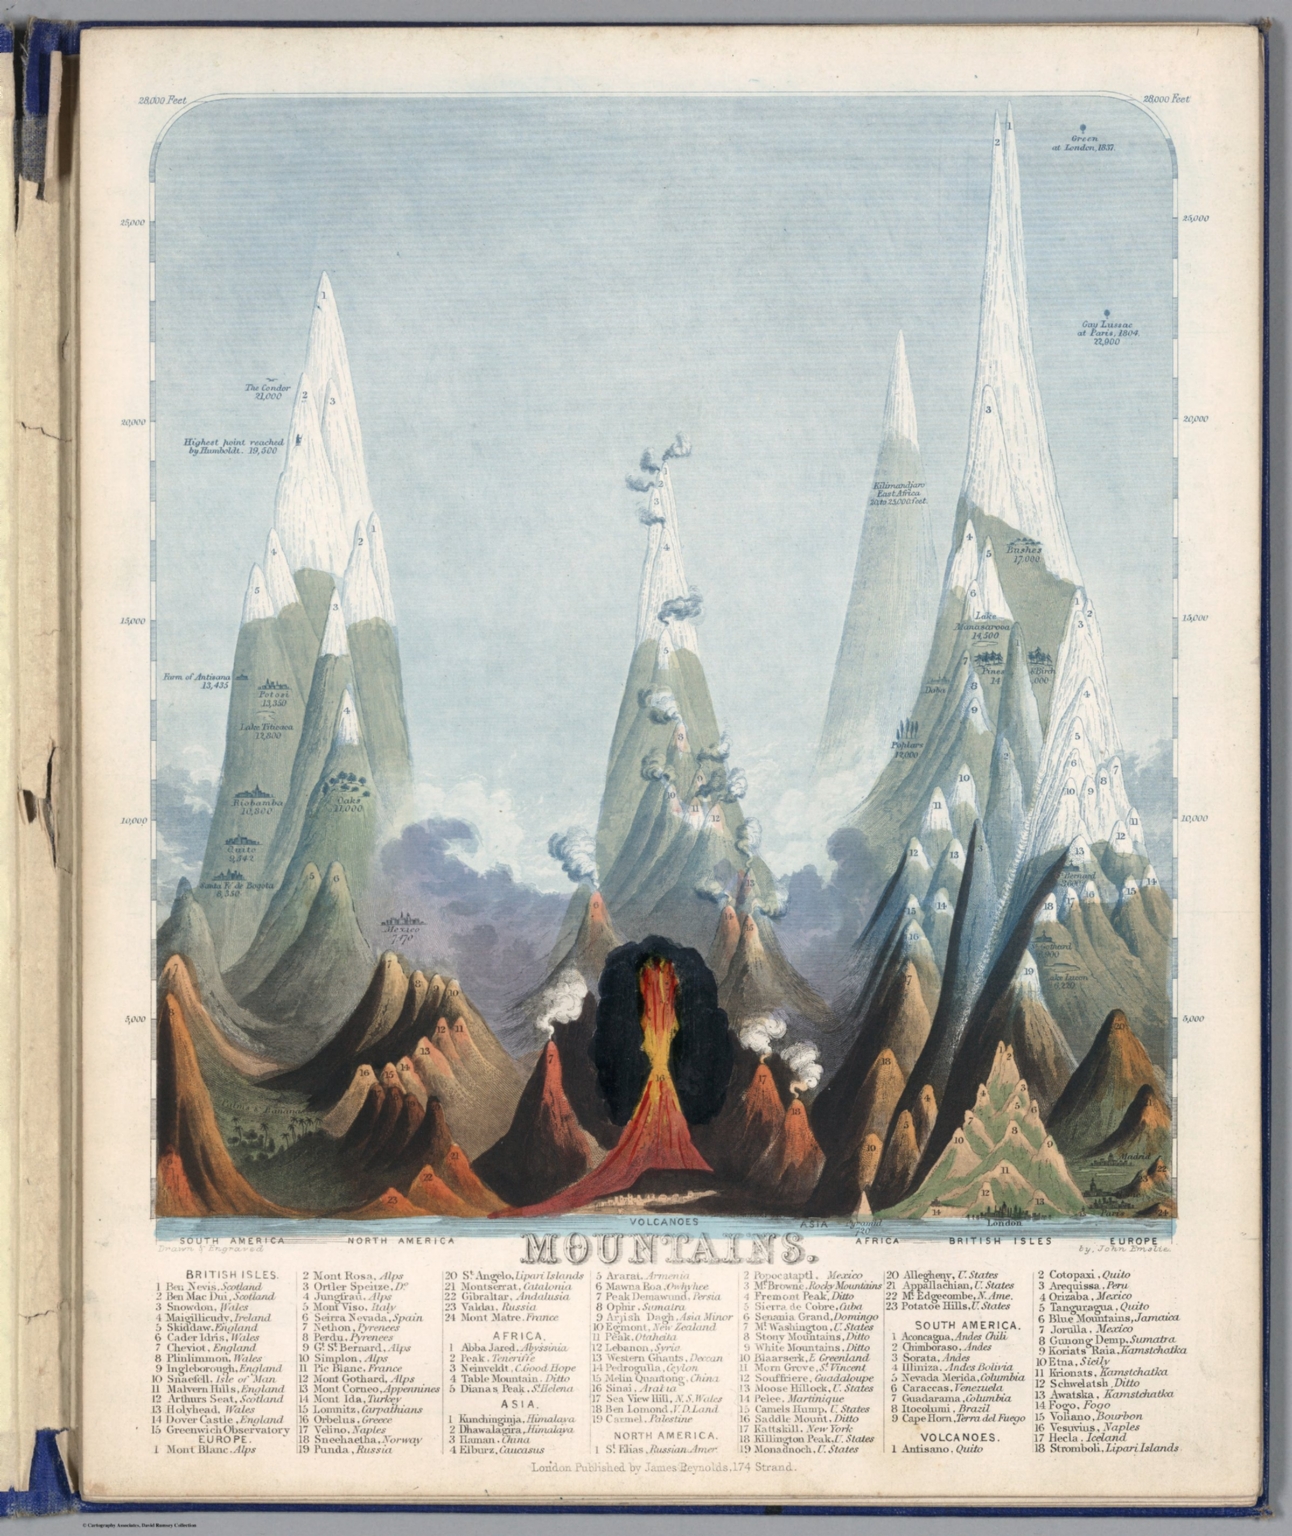 28,000 Feet
28,000 Feet
Green
at London, 1837.
25,000
25,000
Gay Lussac
at Paris, 1804.
22,900
The Condor
21,000
20,000
20,000
Highest point reached
by Humboldt. 19,500
Kilimandjaro
East Africa
20 to 23,000 feet.
Bushes
17,000
15,000
15,000
Lake
Manasarova
14,500
Farm of Antisana
13,435
Potosi
13,350
Pines
Birch
Lake Titicaca
12,800
Poplars
12,000
Oaks
11,000
Riobamba
10,800
10,000
10,000
Quito
9,542
Santa Fe de Bogota
8,350
St. Bernard
Mexico
7,470
5,000
5,000
Palms & Bananas
Madrid
Paris
London
Pyramid
SOUTH AMERICA
NORTH AMERICA
VOLCANOES
ASIA
AFRICA
BRITISH ISLES
EUROPE
Drawn & Engraved
by, John Emslie
MOUNTAINS.
BRITISH ISLES.
1 Ben Nevis, Scotland
2 Ben Mac Dui, Scotland
3 Snowdon, Wales
4 Maigillicudy, Ireland
5 Skiddaw, England
6 Cader Idris, Wales
7 Cheviot, England
8 Plinlimmon, Wales
9 Ingleborough, England
10 Snaefell, Isle of Man
11 Malvern Hills, England
12 Arthurs Seat, Scotland
13 Holyhead, Wales
14 Dover Castle, England
15 Greenwich Observatory
EUROPE.
1 Mont Blanc, Alps
2 Mont Rosa, Alps
3 Ortler Speitze, Do
4 Jungfrau, Alps
5 Mont Viso, Italy
6 Seirra Nevada, Spain
7 Nethon, Pyrenees
8 Perdu, Pyrenees
9 Gt. St. Bernard, Alps
10 Simplon, Alps
11 Pic Blanc, France
12 Mont Gothard, Alps
13 Mont Corneo, Appennines
14 Mont Ida, Turkey
15 Lomnitz, Carpathians
16 Orbelus, Greece
17 Velino, Naples
18 Sneehaetha, Norway
19 Punda, Russia
20 St. Angelo, Lipari Islands
21 Montserrat, Catalonia
22 Gibraltar, Andalusia
23 Valdai, Russia
24 Mont Matre, France
AFRICA.
1 Abba Jared, Abyssinia
2 Peak, Teneriffe
3 Neinveldt, C. Good Hope
4 Table Mountain, Ditto
5 Dianas Peak, St. Helena
ASIA.
1 Kunchinginja, Himalaya
2 Dhawalagira, Himalaya
3 Haman, China
4 Elburz, Caucasus
5 Ararat, Armenia
6 Mawna Roa, Owhyhee
7 Peak Demawund, Persia
8 Ophir, Sumatra
9 Arjish Dagh, Asia Minor
10 Egmont, New Zealand
11 Peak, Otaheita
12 Lebanon, Syria
13 Western Ghauts, Deccan
14 Pedrogulla, Ceylon
15 Melin Quantong, China
16 Sinai, Arabia
17 Sea View Hill, N. S. Wales
18 Ben Lomond, V. D. Land
19 Carmel, Palestine
NORTH AMERICA.
1 St. Elias, Russian Amer.
2 Popocataptl, Mexico
3 Mt. Browne, Rocky Mountains
4 Fremont Peak, Ditto
5 Sierra de Cobre, Cuba
6 Senania Grand, Domingo
7 Mt. Washington, U. States
8 Stony Mountains, Ditto
9 White Mountains, Ditto
10 Biaarserk, E. Greenland
11 Morn Grove, St. Vincent
12 Souffriere, Guadaloupe
13 Moose Hillock, U. States
14 Pelee, Martinique
15 Camels Hump, U. States
16 Saddle Mount, Ditto
17 Kattskill, New York
18 Killington Peak, U. States
19 Monadnoch, U. States
20 Allegheny, U. States
21 Appallachian, U. States
22 Mt. Edgecombe, N. Ame.
23 Potatoe Hills, U. States
SOUTH AMERICA.
1 Aconcagua, Andes Chili
2 Chimboraso, Andes
3 Sorata, Andes
4 Illiniza, Andes Bolivia
5 Nevada Merida, Columbia
6 Caraccas, Venezuela
7 Guadarama, Columbia
8 Itocolumi, Brazil
9 Cape Horn, Terra del Fuego
VOLCANOES.
1 Antisano, Quito
2 Cotopaxi, Quito
3 Arequissa, Peru
4 Orizaba, Mexico
5 Tanguragua, Quito
6 Blue Mountains, Jamaica
7 Jorulla, Mexico
8 Gunong Demp, Sumatra
9 Koriats Raia, Kamstchatka
10 Etna, Sicily
11 Krionats, Kamstchatka
12 Schwelatsh, Ditto
13 Awatska, Kamstchatka
14 Fogo, Fogo
15 Vollano, Bourbon
16 Vesuvius, Naples
17 Hecla, Iceland
18 Stromboli, Lipari Islands
London Published by James Reynolds, 174 Strand.
© Cartography Associates, David Rumsey Collection